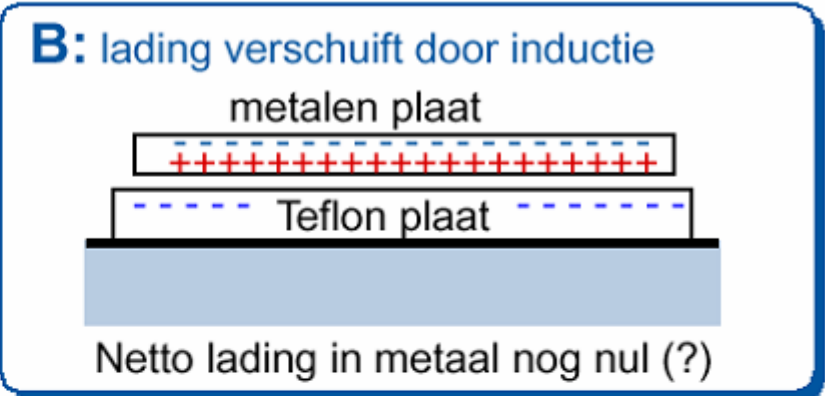 B: lading verschuift door inductie
metalen plaat
Teflon plaat
Netto lading in metaal nog nul (?)